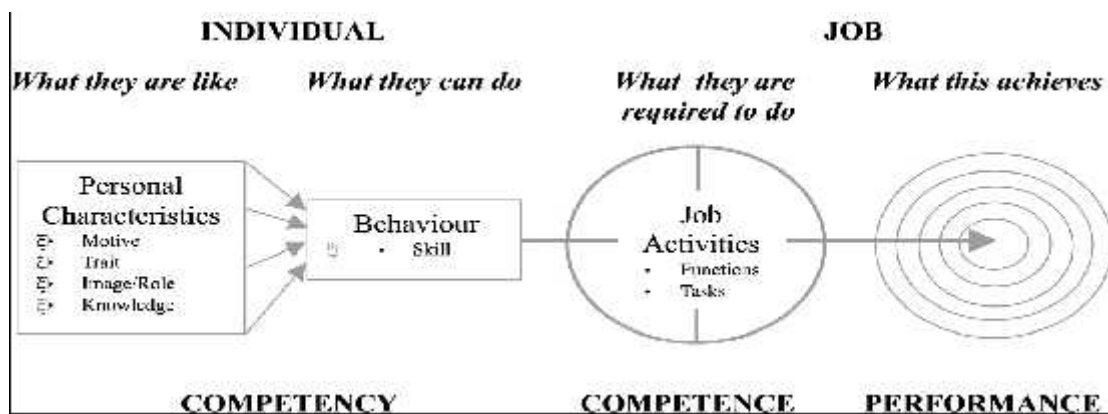 INDIVIDUAL JOB
What they are like What they can do What they are What this achieves
required to do
Personal
Characteristics
Motive
Trait
Image/Role
Knowledge
Behaviour
• Skill
Job
Activities
• Functions
• Tasks
COMPETENCY COMPETENCE PERFORMANCE